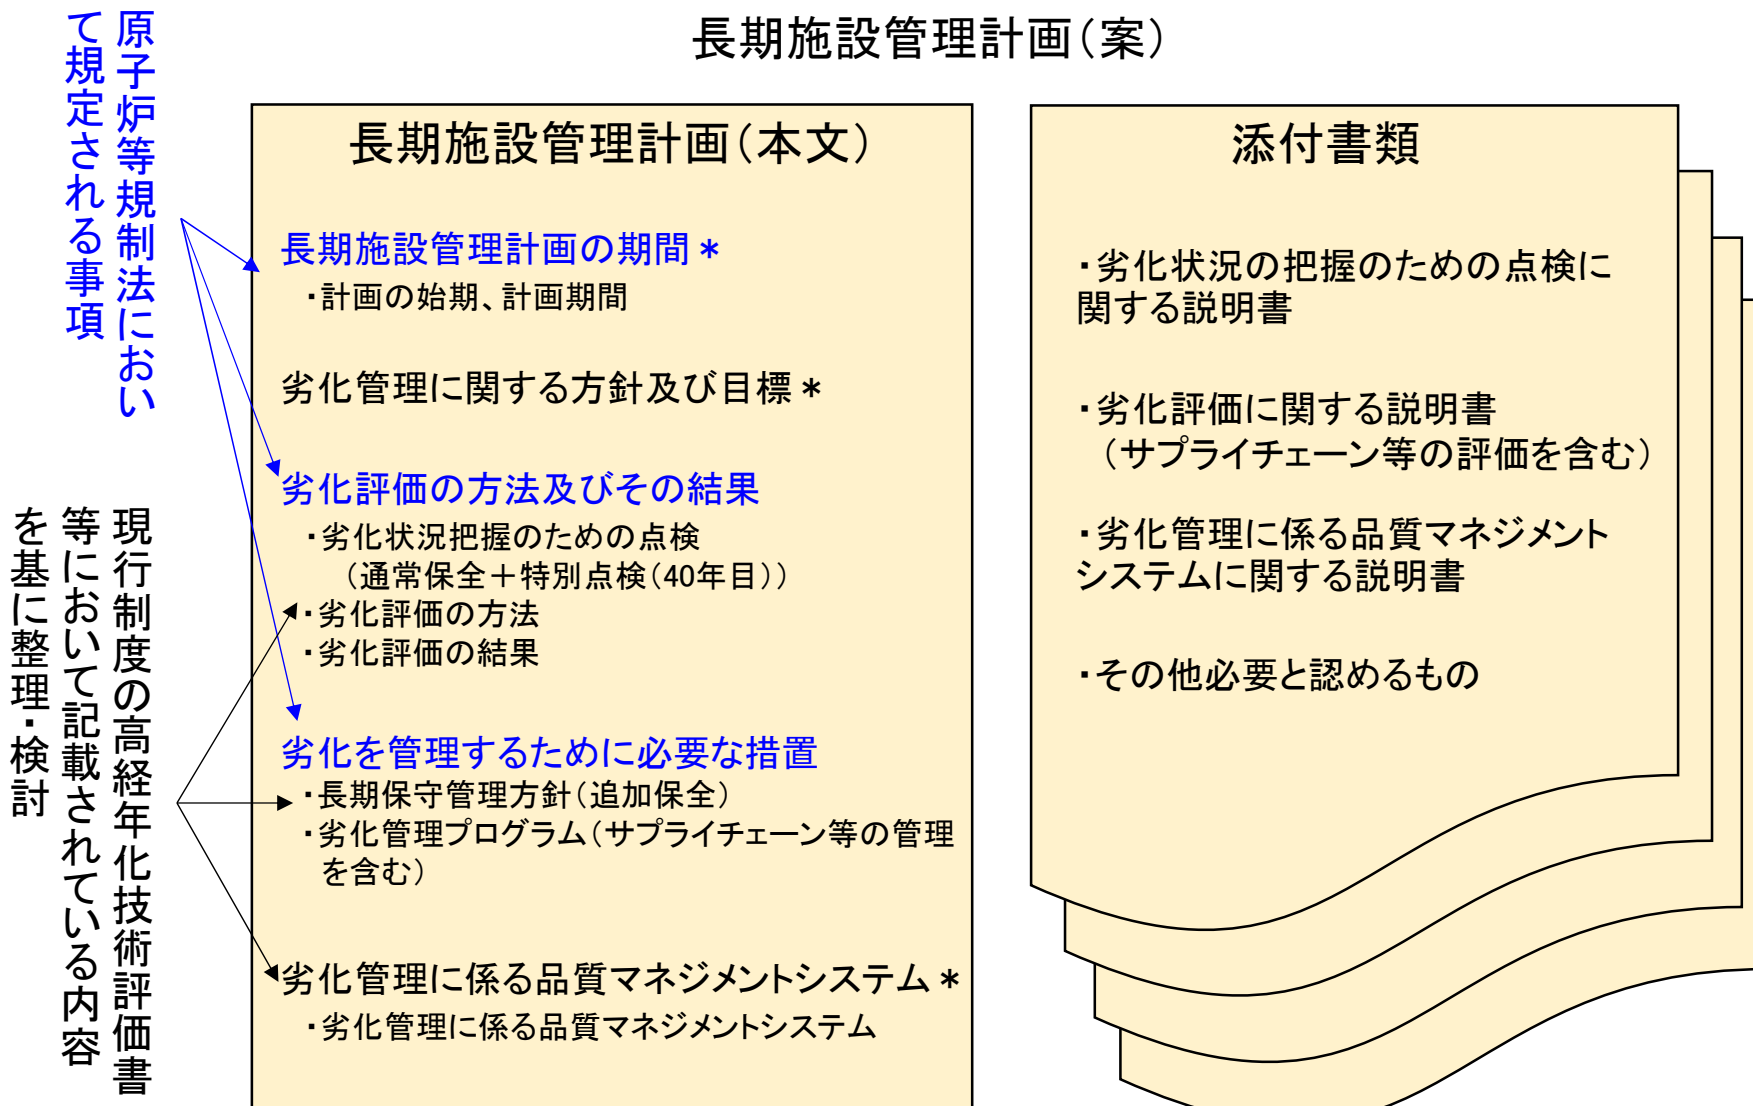 長期施設管理計画（案）
原子炉等規制法におい
て規定される事項
現行制度の高経年化技術評価書
等において記載されている内容
を基に整理・検討
長期施設管理計画（本文）
長期施設管理計画の期間＊
・計画の始期、計画期間
劣化管理に関する方針及び目標＊
劣化評価の方法及びその結果
・劣化状況把握のための点検
（通常保全＋特別点検（40年目））
・劣化評価の方法
・劣化評価の結果
劣化を管理するために必要な措置
・長期保守管理方針（追加保全）
・劣化管理プログラム（サプライチェーン等の管理
を含む）
劣化管理に係る品質マネジメントシステム＊
・劣化管理に係る品質マネジメントシステム
添付書類
・劣化状況の把握のための点検に
関する説明書
・劣化評価に関する説明書
（サプライチェーン等の評価を含む）
・劣化管理に係る品質マネジメント
システムに関する説明書
・その他必要と認めるもの